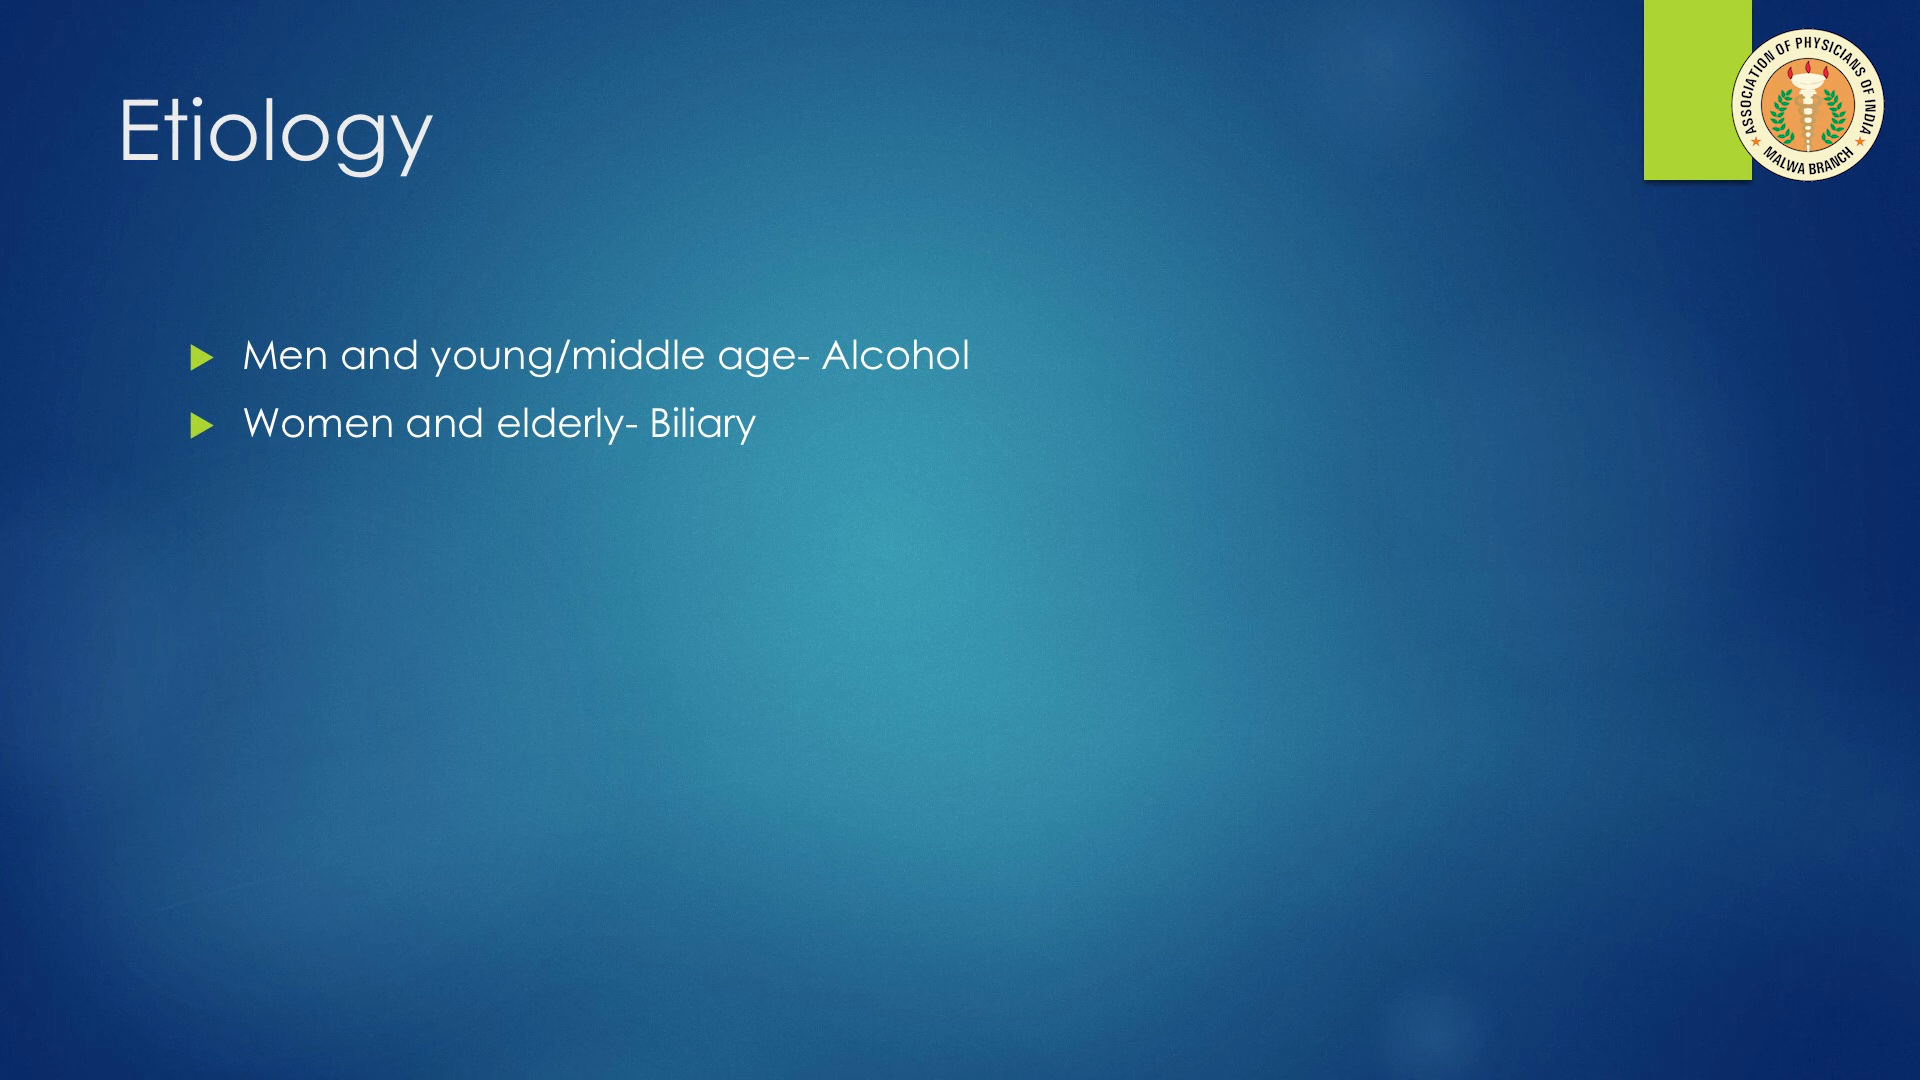 Etiology
ASSOCIATION OF PHYSICIANS OF INDIA
MALWA BRANCH
Men and young/middle age- Alcohol
Women and elderly- Biliary